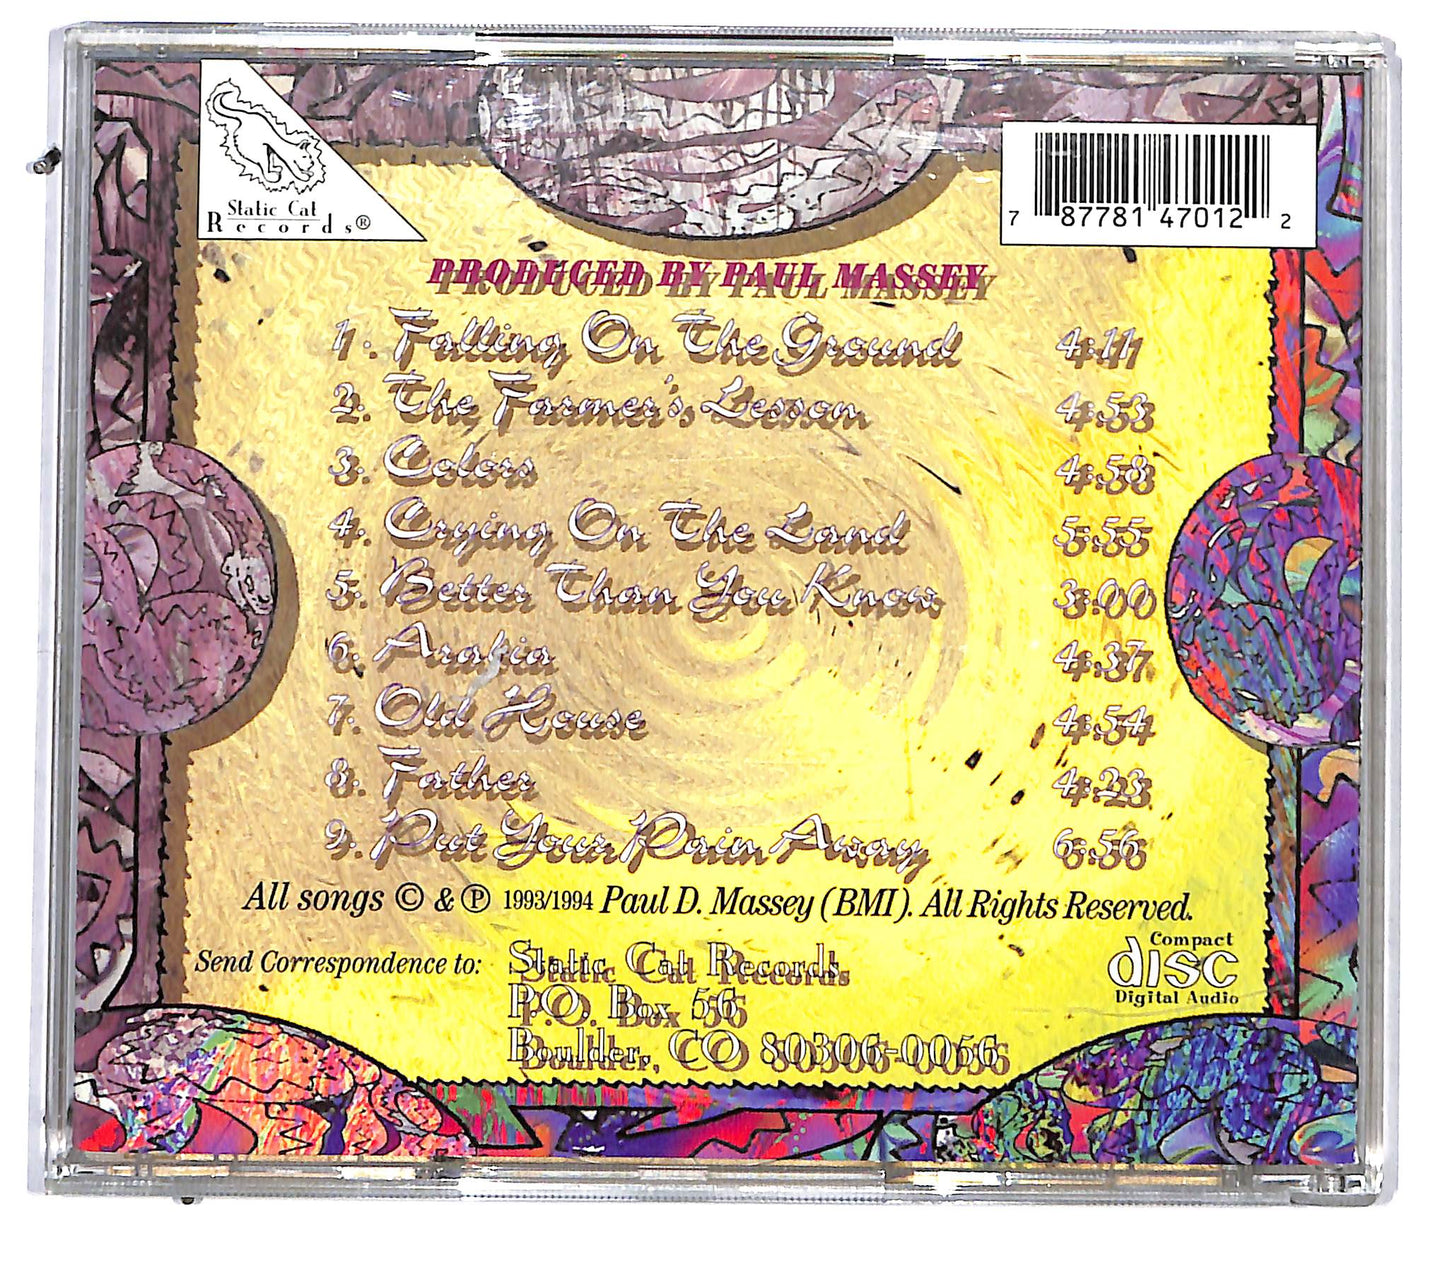 Static Cat
Records®
7 87781 47012 2
PRODUCED BY PAUL MASSEY
1. Falling On The Ground 4:11
2. The Farmer's Lesson 4:53
3. Colors 4:58
4. Crying On The Land 5:55
5. Better Than You Know 3:00
6. Arabia 4:37
7. Old House 4:54
8. Father 4:23
9. Put Your Pain Away 6:56
All songs © & ℗ 1993/1994 Paul D. Massey (BMI). All Rights Reserved.
Send Correspondence to: Static Cat Records
P.O. Box 56
Boulder, CO 80306-0056
COMPACT
disc
Digital Audio